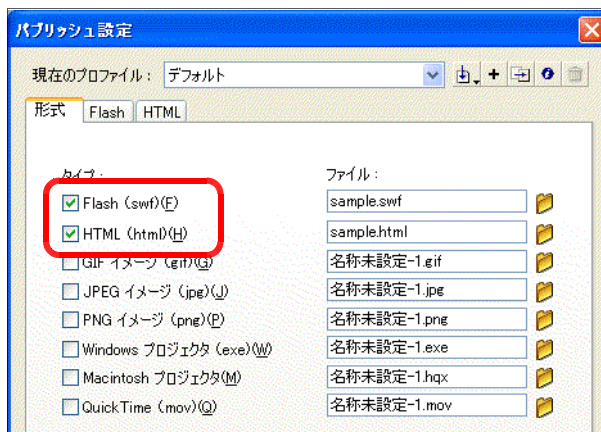 パブリッシュ設定
現在のプロファイル： デフォルト
形式 Flash HTML
タイプ： ファイル：
Flash (swf)(F) sample.swf
HTML (html)(H) sample.html
GIF イメージ (gif)(G) 名称未設定-1.gif
JPEG イメージ (jpg)(J) 名称未設定-1.jpg
PNG イメージ (png)(P) 名称未設定-1.png
Windows プロジェクタ (exe)(W) 名称未設定-1.exe
Macintosh プロジェクタ(M) 名称未設定-1.hqx
QuickTime (mov)(Q) 名称未設定-1.mov